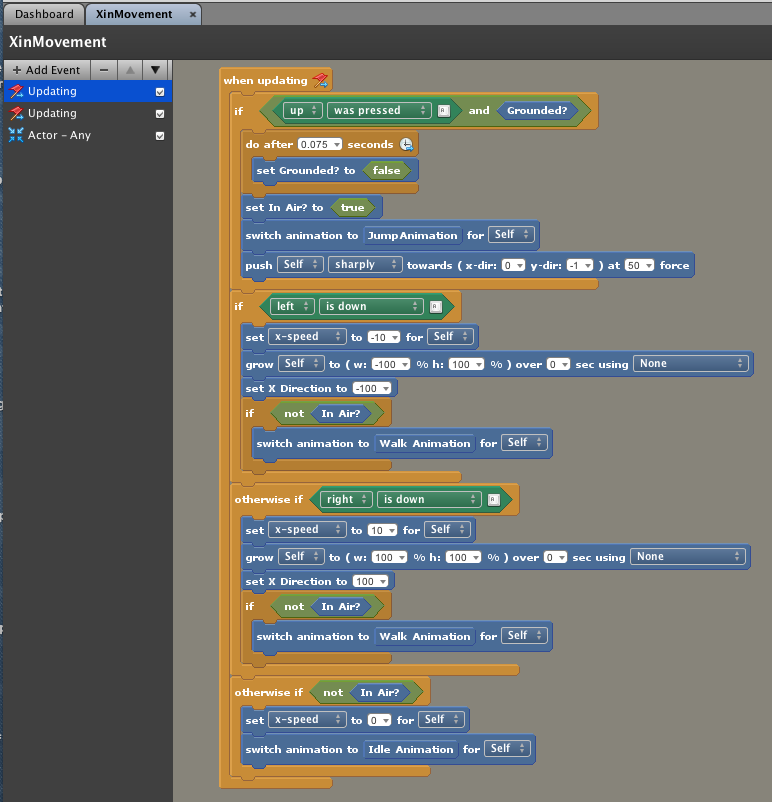 Dashboard XinMovement ×
XinMovement
+ Add Event − ▲ ▼
Updating
Updating
Actor - Any
when updating
if up was pressed and Grounded?
do after 0.075 seconds
set Grounded? to false
set In Air? to true
switch animation to JumpAnimation for Self
push Self sharply towards ( x-dir: 0 y-dir: -1 ) at 50 force
if left is down
set x-speed to -10 for Self
grow Self to ( w: -100 % h: 100 % ) over 0 sec using None
set X Direction to -100
if not In Air?
switch animation to Walk Animation for Self
otherwise if right is down
set x-speed to 10 for Self
grow Self to ( w: 100 % h: 100 % ) over 0 sec using None
set X Direction to 100
if not In Air?
switch animation to Walk Animation for Self
otherwise if not In Air?
set x-speed to 0 for Self
switch animation to Idle Animation for Self